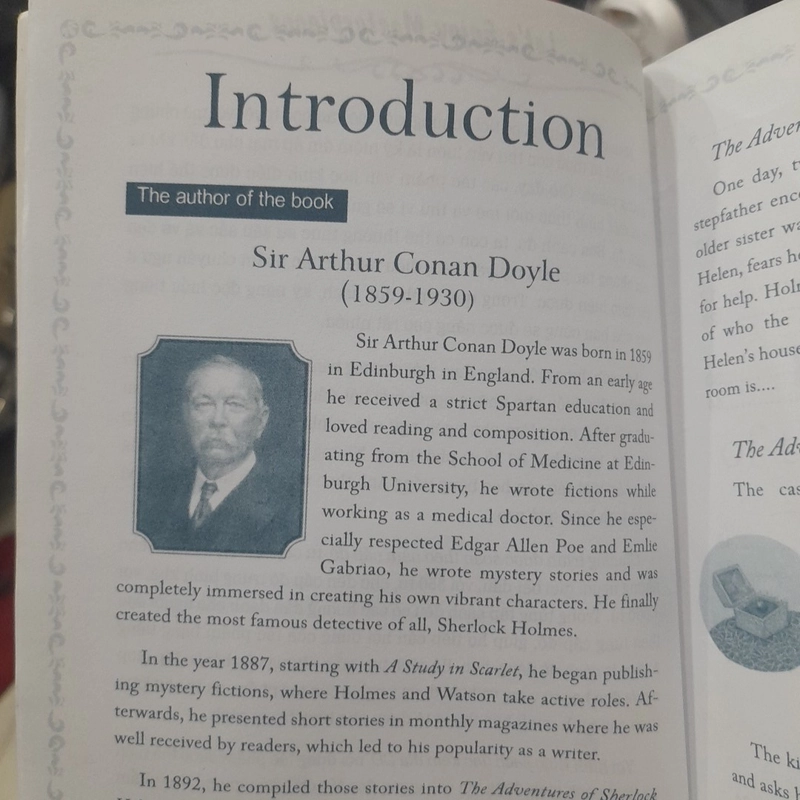 Introduction
The author of the book
Sir Arthur Conan Doyle
(1859-1930)
Sir Arthur Conan Doyle was born in 1859
in Edinburgh in England. From an early age
he received a strict Spartan education and
loved reading and composition. After gradu-
ating from the School of Medicine at Edin-
burgh University, he wrote fictions while
working as a medical doctor. Since he espe-
cially respected Edgar Allen Poe and Emlie
Gabriao, he wrote mystery stories and was
completely immersed in creating his own vibrant characters. He finally
created the most famous detective of all, Sherlock Holmes.
In the year 1887, starting with A Study in Scarlet, he began publish-
ing mystery fictions, where Holmes and Watson take active roles. Af-
terwards, he presented short stories in monthly magazines where he was
well received by readers, which led to his popularity as a writer.
In 1892, he compiled those stories into The Adventures of Sherlock
The
One day,
stepfather
older sister
Helen, fears
for help.
of who the
Helen's house
room is....
The
The
The
and asks